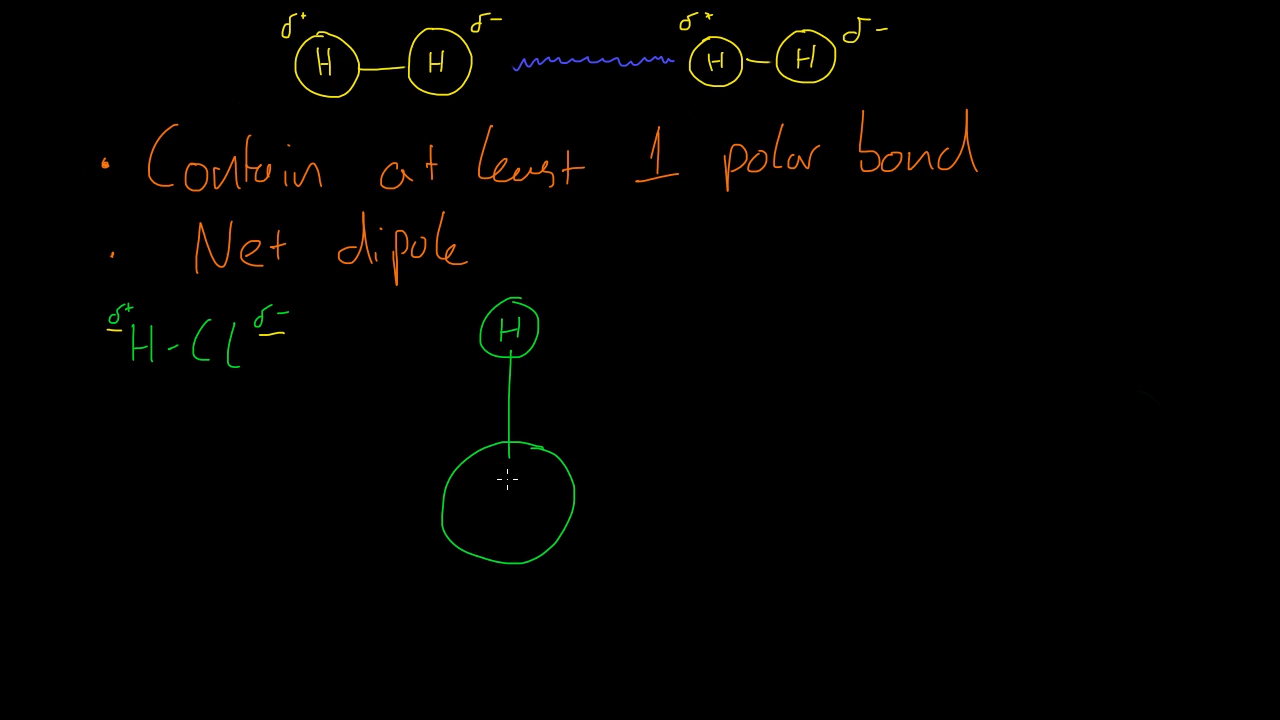 δ+ H H δ- δ+ H H δ-
• Contain at least 1 polar bond
• Net dipole
δ+ H-Cl δ-
H